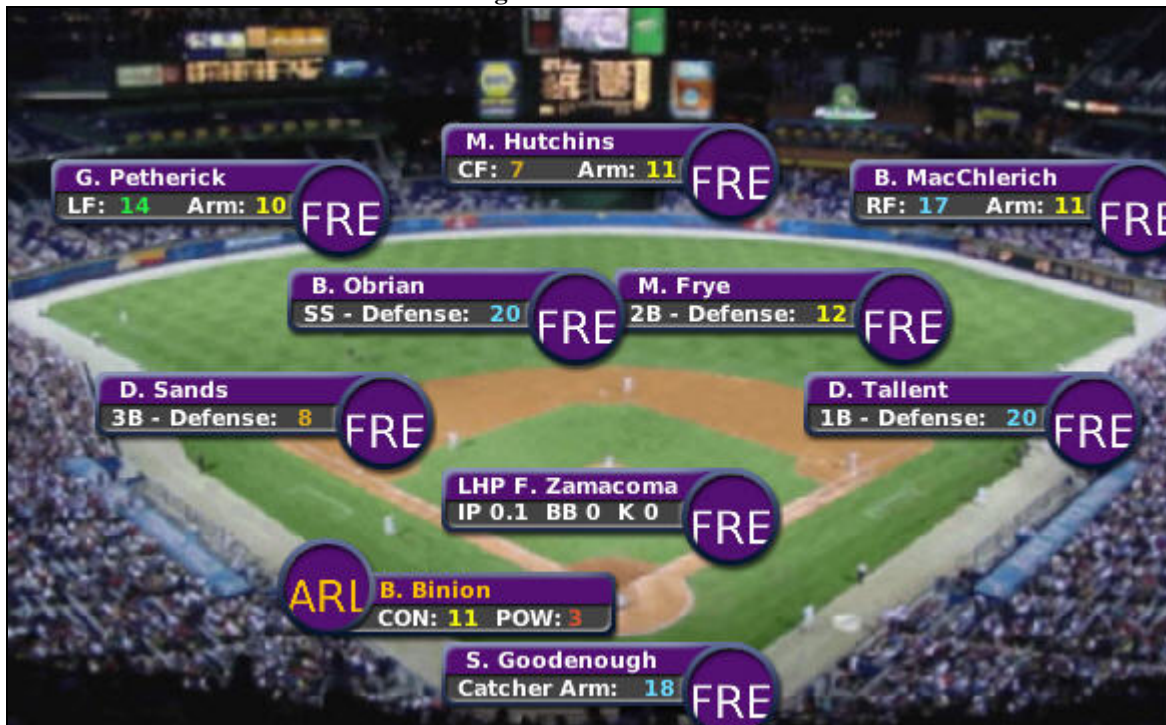 M. Hutchins
CF: 7 Arm: 11
FRE
G. Petherick
LF: 14 Arm: 10
FRE
B. MacChlerich
RF: 17 Arm: 11
FRE
B. Obrian
SS - Defense: 20
FRE
M. Frye
2B - Defense: 12
FRE
D. Sands
3B - Defense: 8
FRE
D. Tallent
1B - Defense: 20
FRE
LHP F. Zamacoma
IP 0.1 BB 0 K 0
FRE
ARL
B. Binion
CON: 11 POW: 3
S. Goodenough
Catcher Arm: 18
FRE